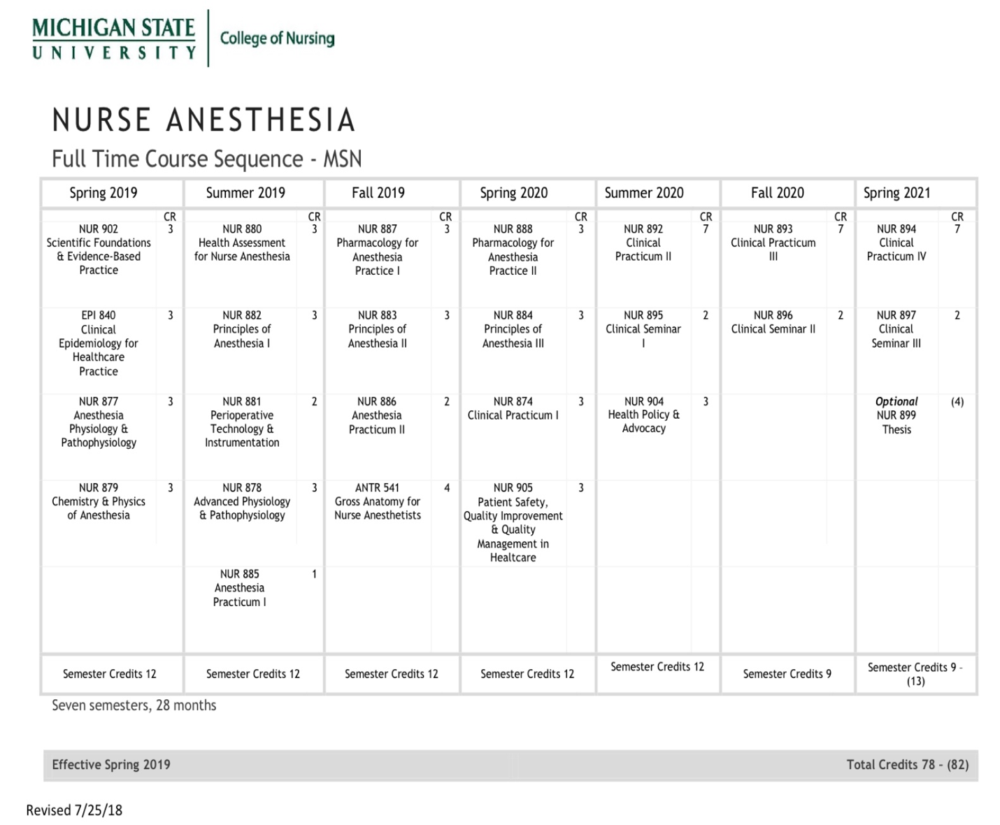 MICHIGAN STATE
UNIVERSITY
College of Nursing
NURSE ANESTHESIA
Full Time Course Sequence - MSN
Spring 2019
Summer 2019
Fall 2019
Spring 2020
Summer 2020
Fall 2020
Spring 2021
CR
CR
CR
CR
CR
CR
CR
NUR 902
Scientific Foundations
& Evidence-Based
Practice
3
NUR 880
Health Assessment
for Nurse Anesthesia
3
NUR 887
Pharmacology for
Anesthesia
Practice I
3
NUR 888
Pharmacology for
Anesthesia
Practice II
3
NUR 892
Clinical
Practicum II
7
NUR 893
Clinical Practicum
III
7
NUR 894
Clinical
Practicum IV
7
EPI 840
Clinical
Epidemiology for
Healthcare
Practice
3
NUR 882
Principles of
Anesthesia I
3
NUR 883
Principles of
Anesthesia II
3
NUR 884
Principles of
Anesthesia III
3
NUR 895
Clinical Seminar
I
2
NUR 896
Clinical Seminar II
2
NUR 897
Clinical
Seminar III
2
NUR 877
Anesthesia
Physiology &
Pathophysiology
3
NUR 881
Perioperative
Technology &
Instrumentation
2
NUR 886
Anesthesia
Practicum II
2
NUR 874
Clinical Practicum I
3
NUR 904
Health Policy &
Advocacy
3
Optional
NUR 899
Thesis
(4)
NUR 879
Chemistry & Physics
of Anesthesia
3
NUR 878
Advanced Physiology
& Pathophysiology
3
ANTR 541
Gross Anatomy for
Nurse Anesthetists
4
NUR 905
Patient Safety,
Quality Improvement
& Quality
Management in
Healtcare
3
NUR 885
Anesthesia
Practicum I
1
Semester Credits 12
Semester Credits 12
Semester Credits 12
Semester Credits 12
Semester Credits 12
Semester Credits 9
Semester Credits 9 -
(13)
Seven semesters, 28 months
Effective Spring 2019
Total Credits 78 - (82)
Revised 7/25/18